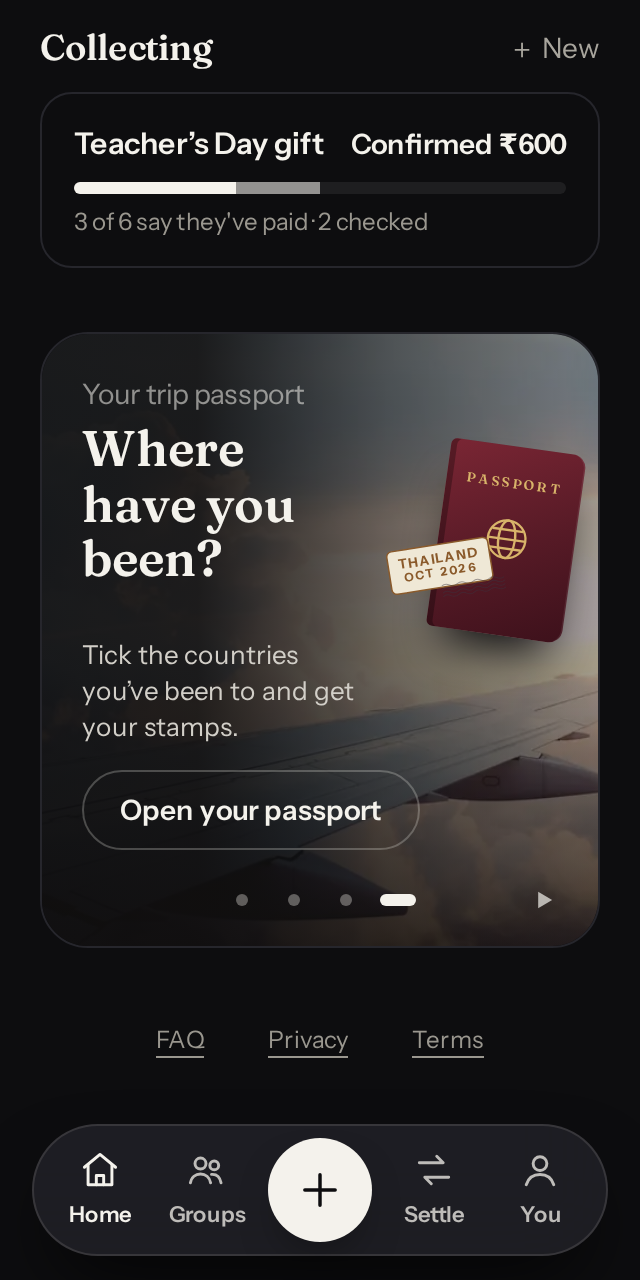 Collecting
+ New
Teacher’s Day gift
Confirmed ₹600
3 of 6 say they've paid · 2 checked
Your trip passport
Where
have you
been?
PASSPORT
THAILAND
OCT 2026
Tick the countries
you’ve been to and get
your stamps.
Open your passport
FAQ
Privacy
Terms
Home
Groups
Settle
You